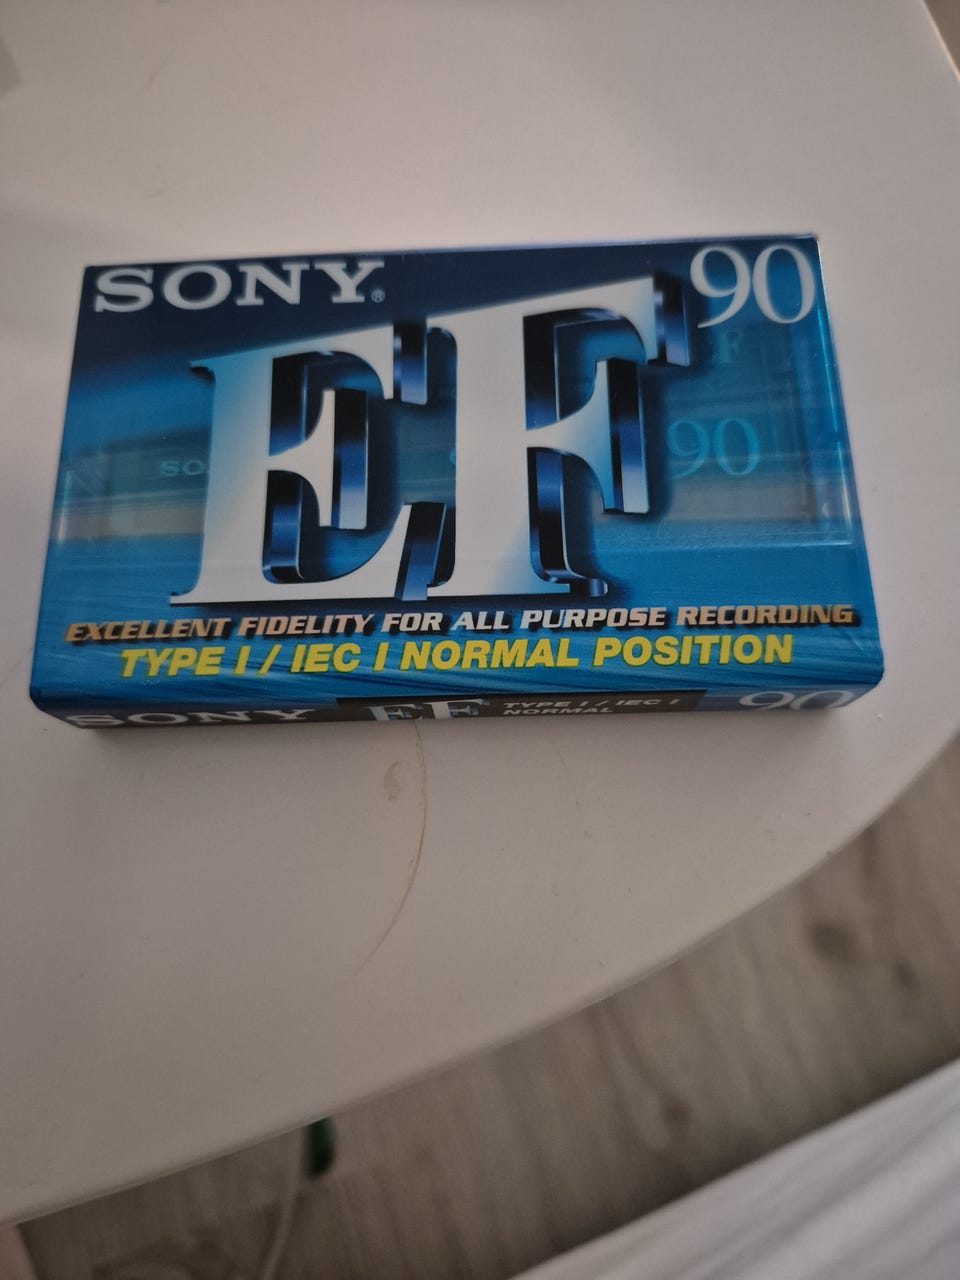 SONY®
90
EF
F
90
EXCELLENT FIDELITY FOR ALL PURPOSE RECORDING
TYPE I / IEC I NORMAL POSITION
SONY EF TYPE I / IEC I 90
NORMAL